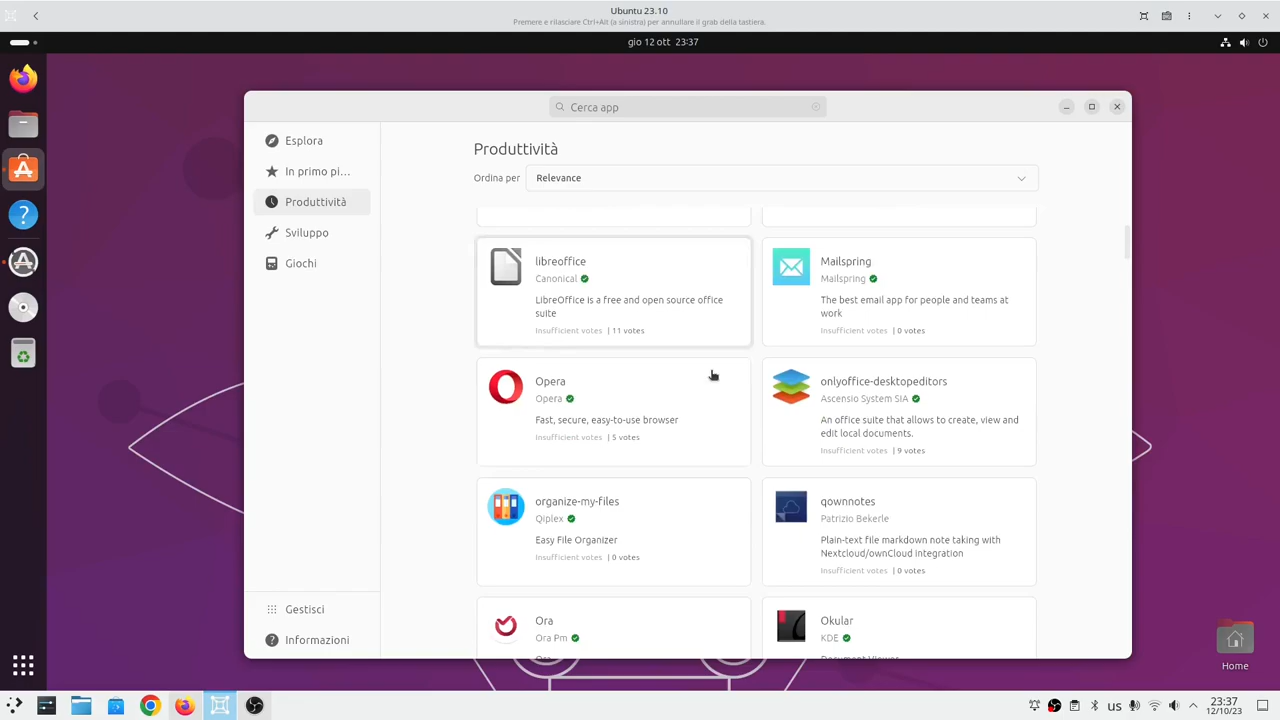 Ubuntu 23.10
Premere e rilasciare Ctrl+Alt (a sinistra) per annullare il grab della tastiera.
gio 12 ott 23:37
Cerca app
Esplora
In primo pi...
Produttività
Sviluppo
Giochi
Gestisci
Informazioni
Produttività
Ordina per
Relevance
libreoffice
Canonical
LibreOffice is a free and open source office
suite
Insufficient votes | 11 votes
Mailspring
Mailspring
The best email app for people and teams at
work
Insufficient votes | 0 votes
Opera
Opera
Fast, secure, easy-to-use browser
Insufficient votes | 5 votes
onlyoffice-desktopeditors
Ascensio System SIA
An office suite that allows to create, view and
edit local documents.
Insufficient votes | 9 votes
organize-my-files
Qiplex
Easy File Organizer
Insufficient votes | 0 votes
qownnotes
Patrizio Bekerle
Plain-text file markdown note taking with
Nextcloud/ownCloud integration
Insufficient votes | 0 votes
Ora
Ora Pm
Okular
KDE
Home
us
23:37
12/10/23